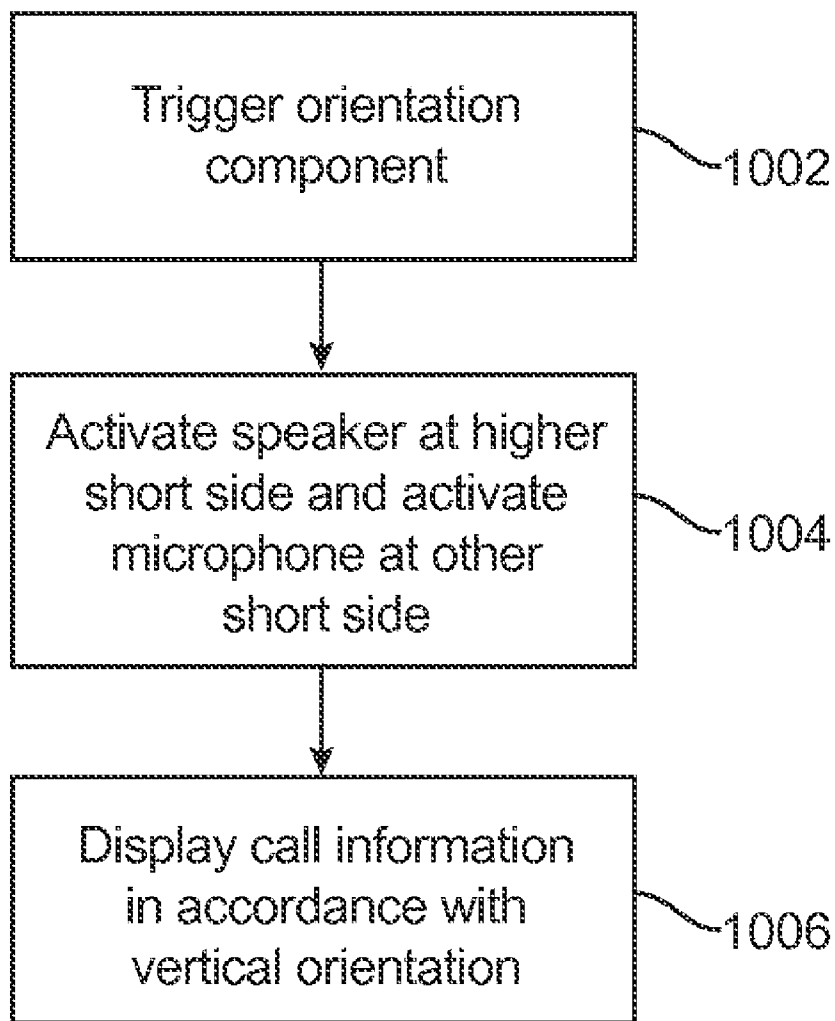 Trigger orientation
component
1002
Activate speaker at higher
short side and activate
microphone at other
short side
1004
Display call information
in accordance with
vertical orientation
1006